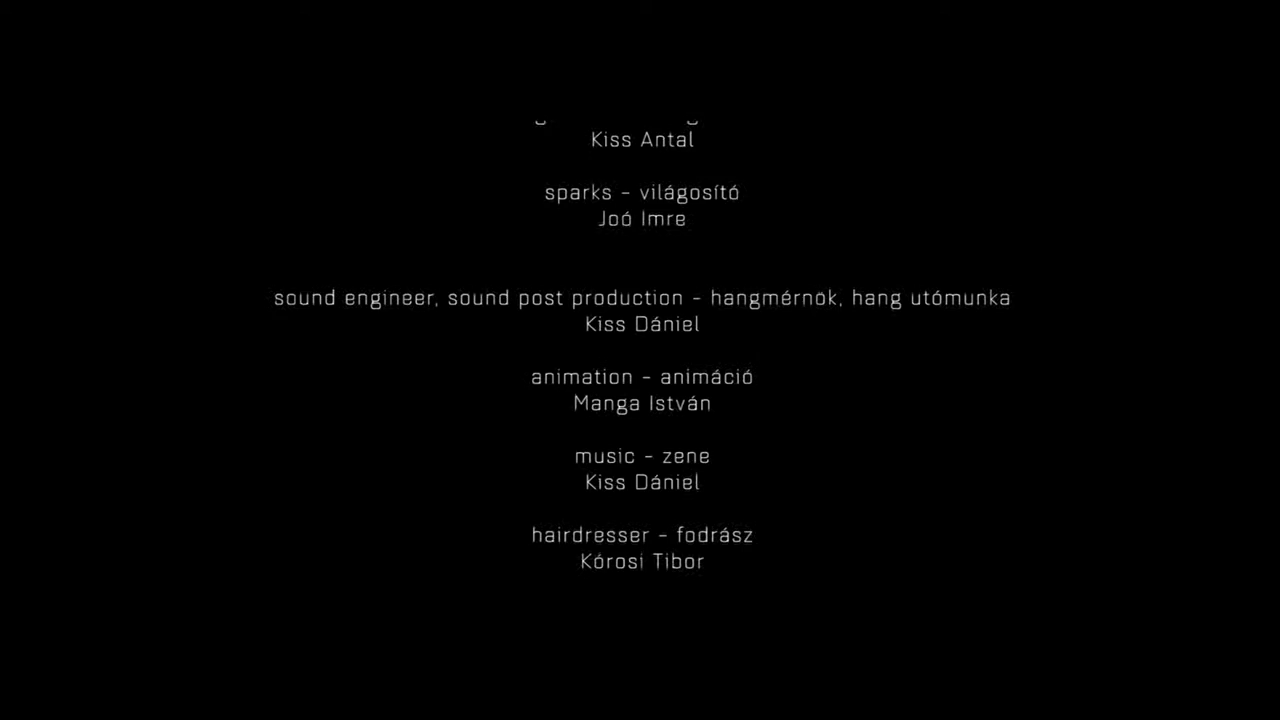 Kiss Antal
sparks - világosító
Joó Imre
sound engineer, sound post production - hangmérnök, hang utómunka
Kiss Dániel
animation - animáció
Manga István
music - zene
Kiss Dániel
hairdresser - fodrász
Kórosi Tibor